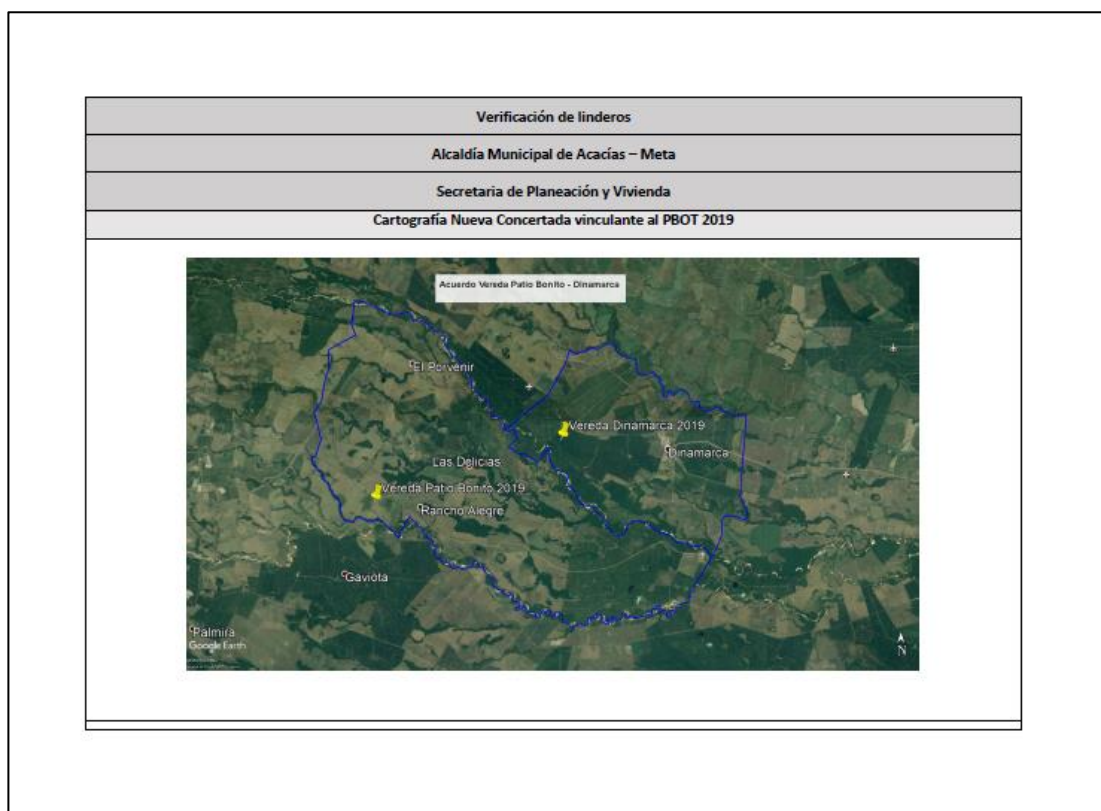 Verificación de linderos
Alcaldía Municipal de Acacías – Meta
Secretaria de Planeación y Vivienda
Cartografía Nueva Concertada vinculante al PBOT 2019
Acuerdo Vereda Patio Bonito - Dinamarca
El Porvenir
Vereda Dinamarca 2019
Dinamarca
Las Delicias
Vereda Patio Bonito 2019
Rancho Alegre
Gaviota
Palmira
Google Earth
N